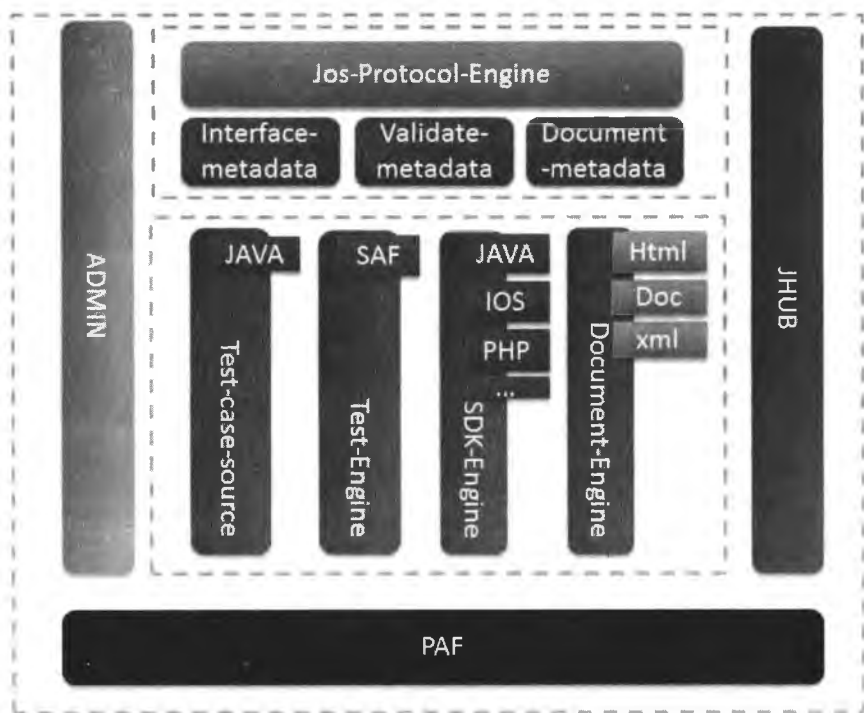 Jos-Protocol-Engine
Interface-
metadata
Validate-
metadata
Document
-metadata
ADMIN
JAVA
Test-case-source
SAF
Test-Engine
JAVA
IOS
PHP
...
SDK-Engine
Html
Doc
xml
Document-Engine
JHUB
PAF